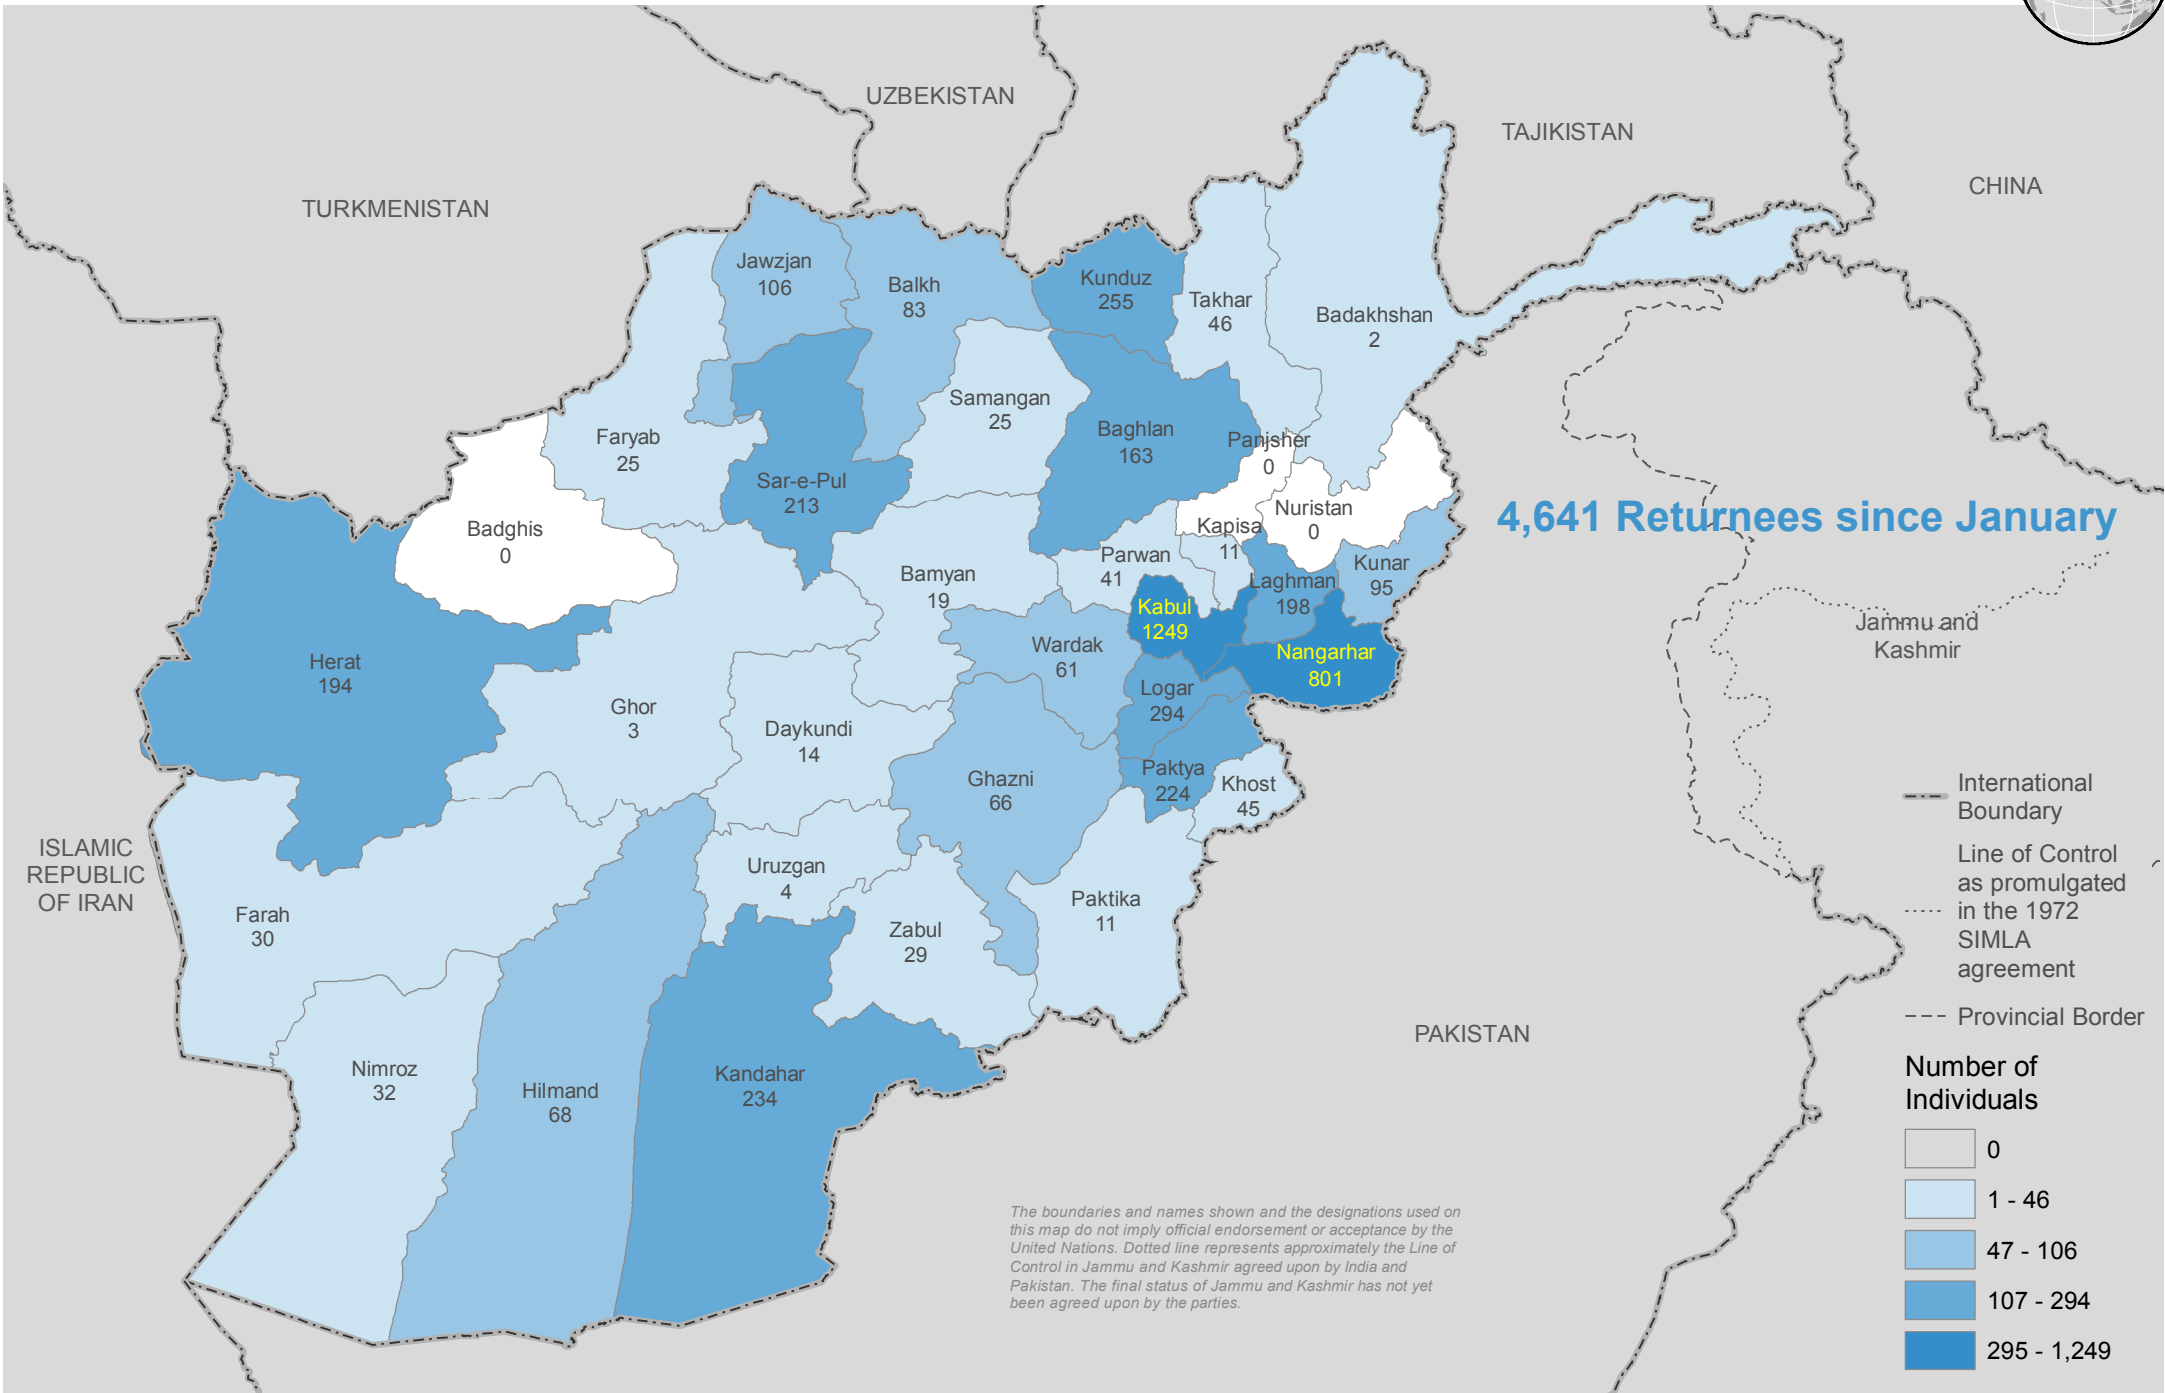 UZBEKISTAN
TAJIKISTAN
CHINA
TURKMENISTAN
Jawzjan
106
Balkh
83
Kunduz
255
Takhar
46
Badakhshan
2
Samangan
25
Faryab
25
Baghlan
163
Panjsher
0
Sar-e-Pul
213
Badghis
0
Nuristan
0
Kapisa
11
4,641 Returnees since January
Parwan
41
Kunar
95
Bamyan
19
Laghman
198
Kabul
1249
Jammu and
Kashmir
Wardak
61
Nangarhar
801
Herat
194
Logar
294
Ghor
3
Daykundi
14
Ghazni
66
Paktya
224
Khost
45
ISLAMIC
REPUBLIC
OF IRAN
Uruzgan
4
Farah
30
Zabul
29
Paktika
11
PAKISTAN
Nimroz
32
Hilmand
68
Kandahar
234
International
Boundary
Line of Control
as promulgated
in the 1972
SIMLA
agreement
Provincial Border
Number of
Individuals
0
1 - 46
47 - 106
107 - 294
295 - 1,249
The boundaries and names shown and the designations used on
this map do not imply official endorsement or acceptance by the
United Nations. Dotted line represents approximately the Line of
Control in Jammu and Kashmir agreed upon by India and
Pakistan. The final status of Jammu and Kashmir has not yet
been agreed upon by the parties.